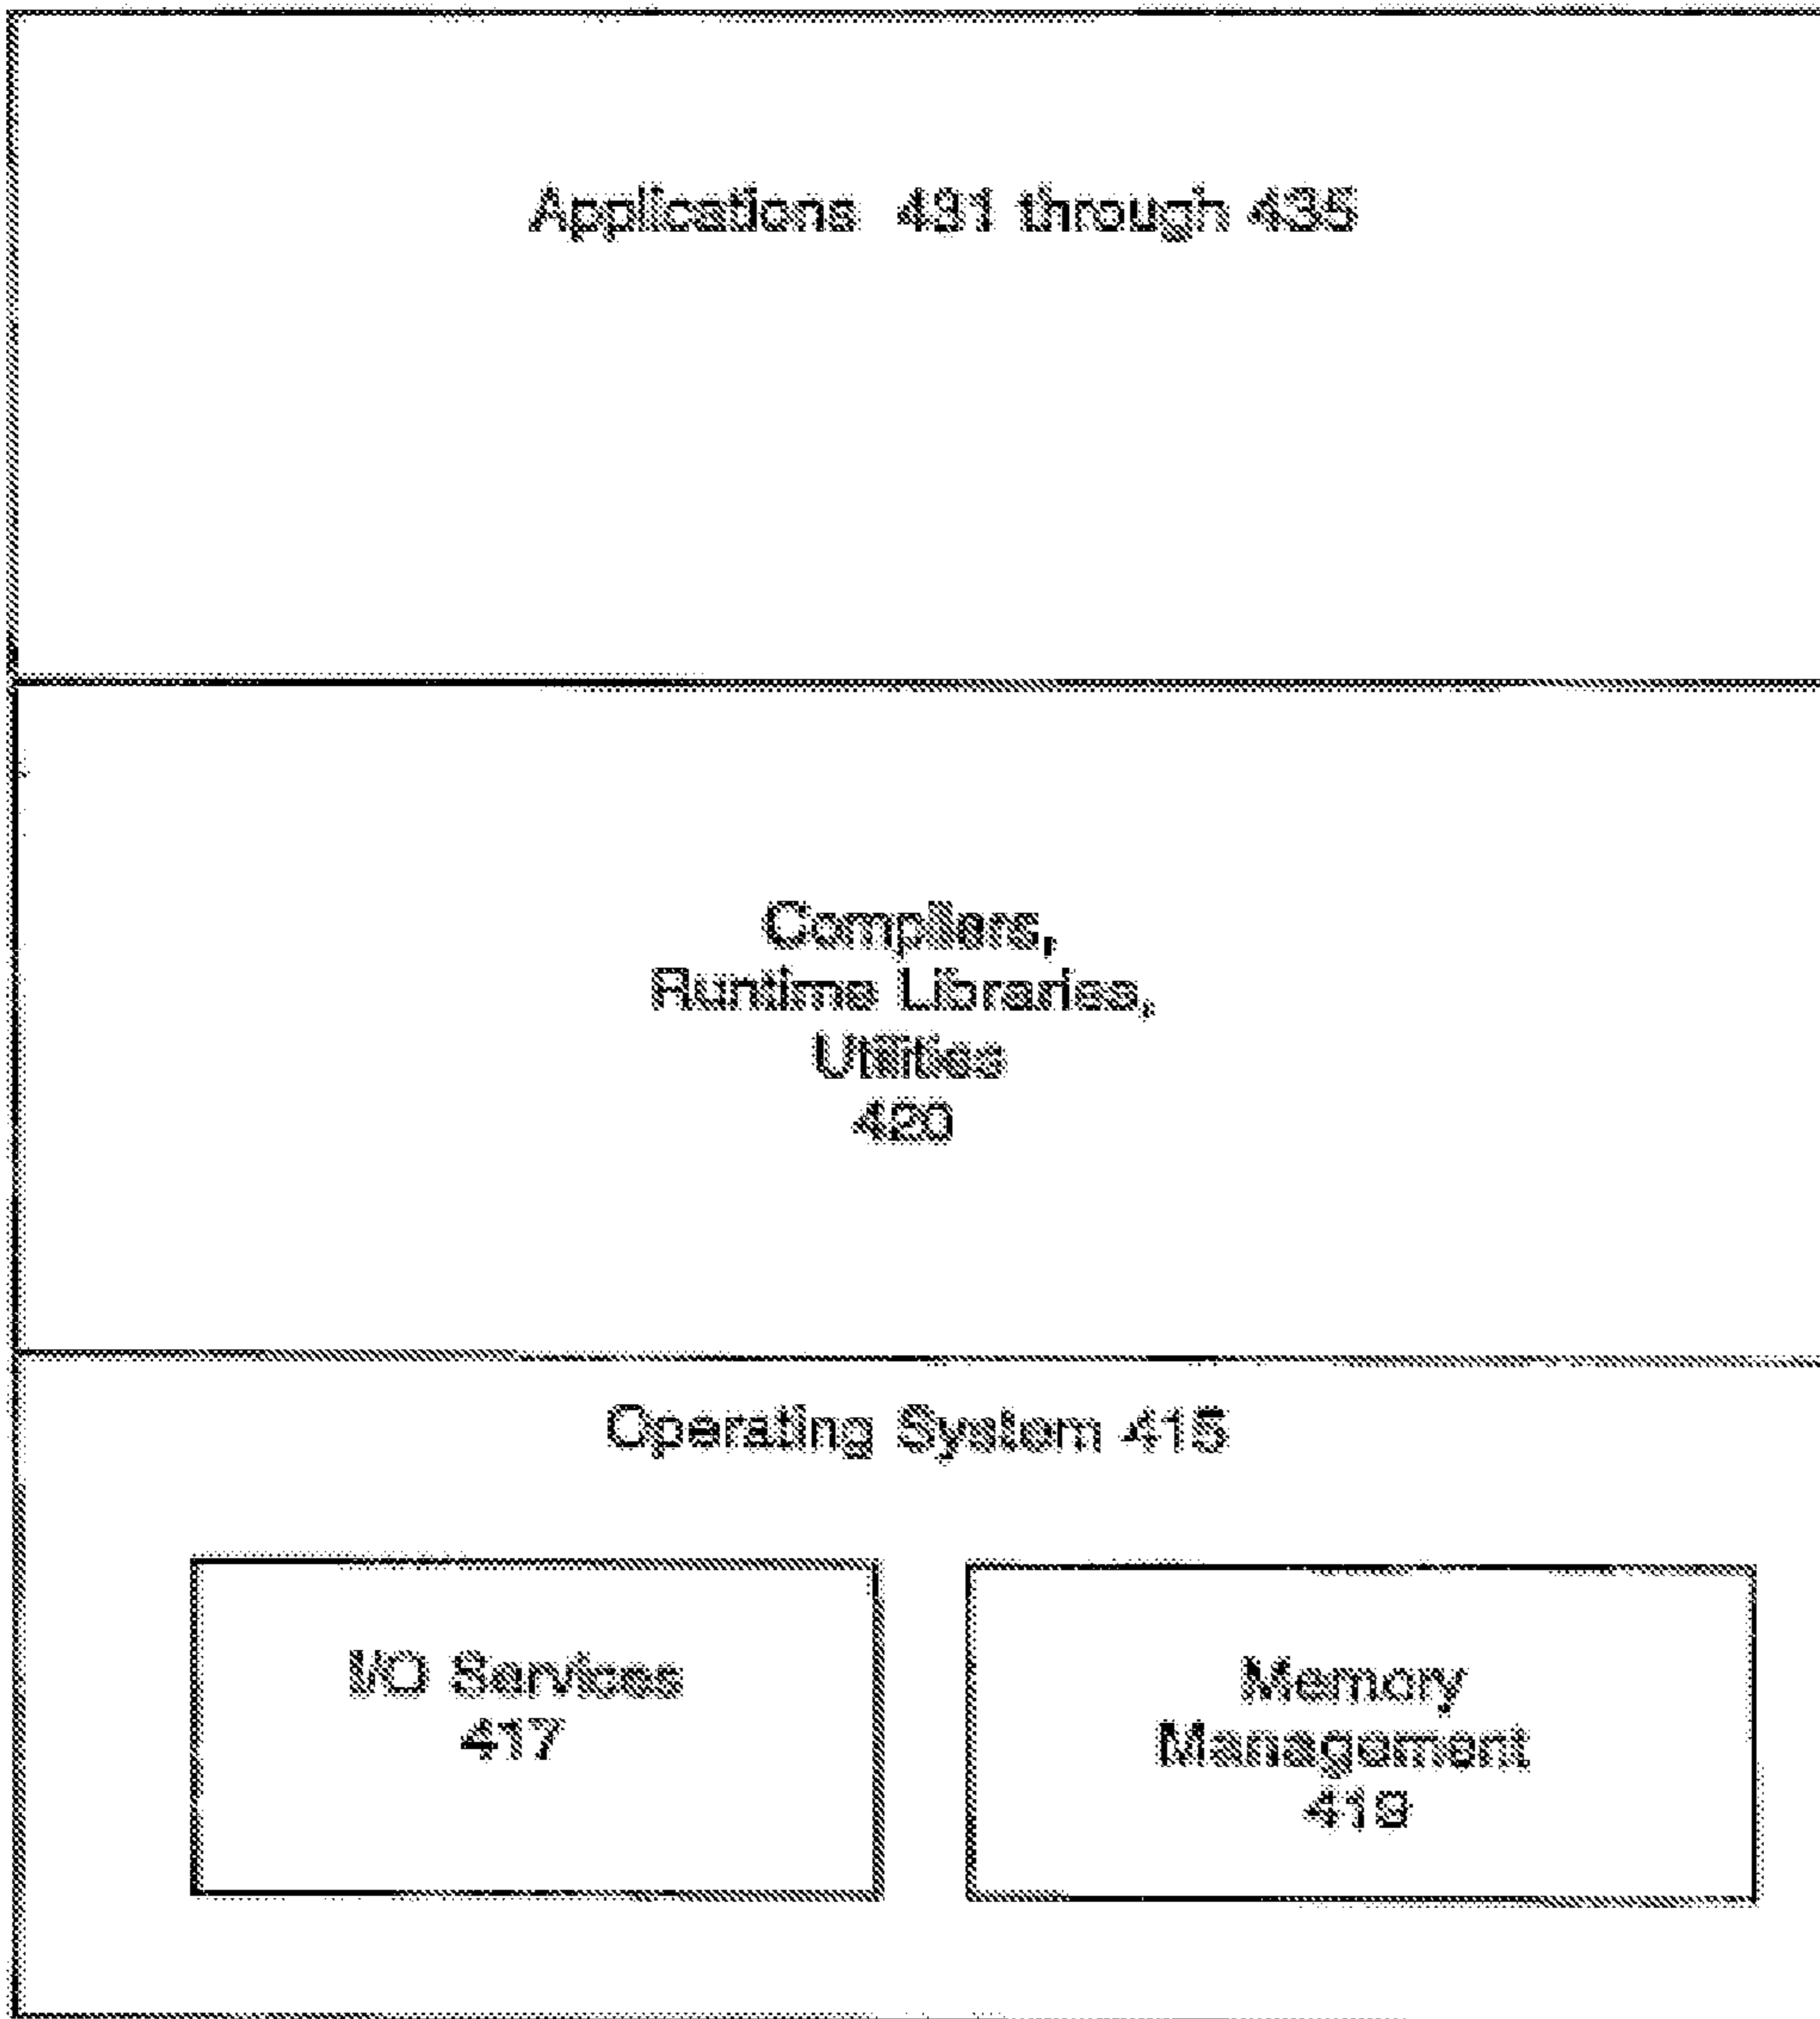 Applications 431 through 435
Compilers,
Runtime Libraries,
Utilities
420
Operating System 415
I/O Services
417
Memory
Management
419